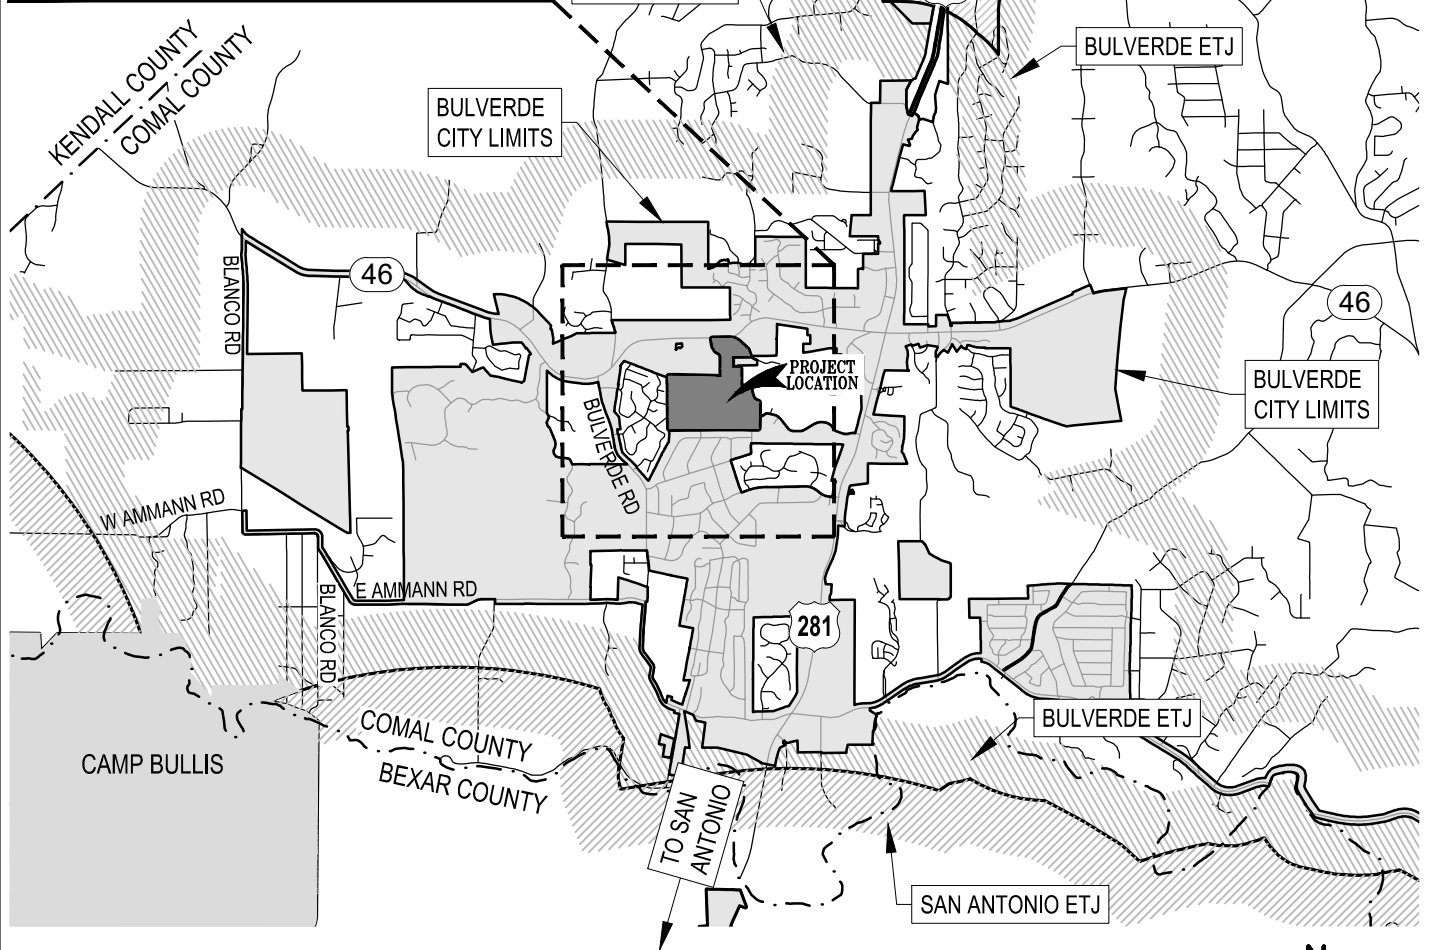 KENDALL COUNTY
COMAL COUNTY
BULVERDE
CITY LIMITS
BULVERDE ETJ
BLANCO RD
46
46
PROJECT
LOCATION
BULVERDE
CITY LIMITS
BULVERDE RD
W AMMANN RD
E AMMANN RD
BLANCO RD
281
BULVERDE ETJ
COMAL COUNTY
BEXAR COUNTY
CAMP BULLIS
TO SAN
ANTONIO
SAN ANTONIO ETJ